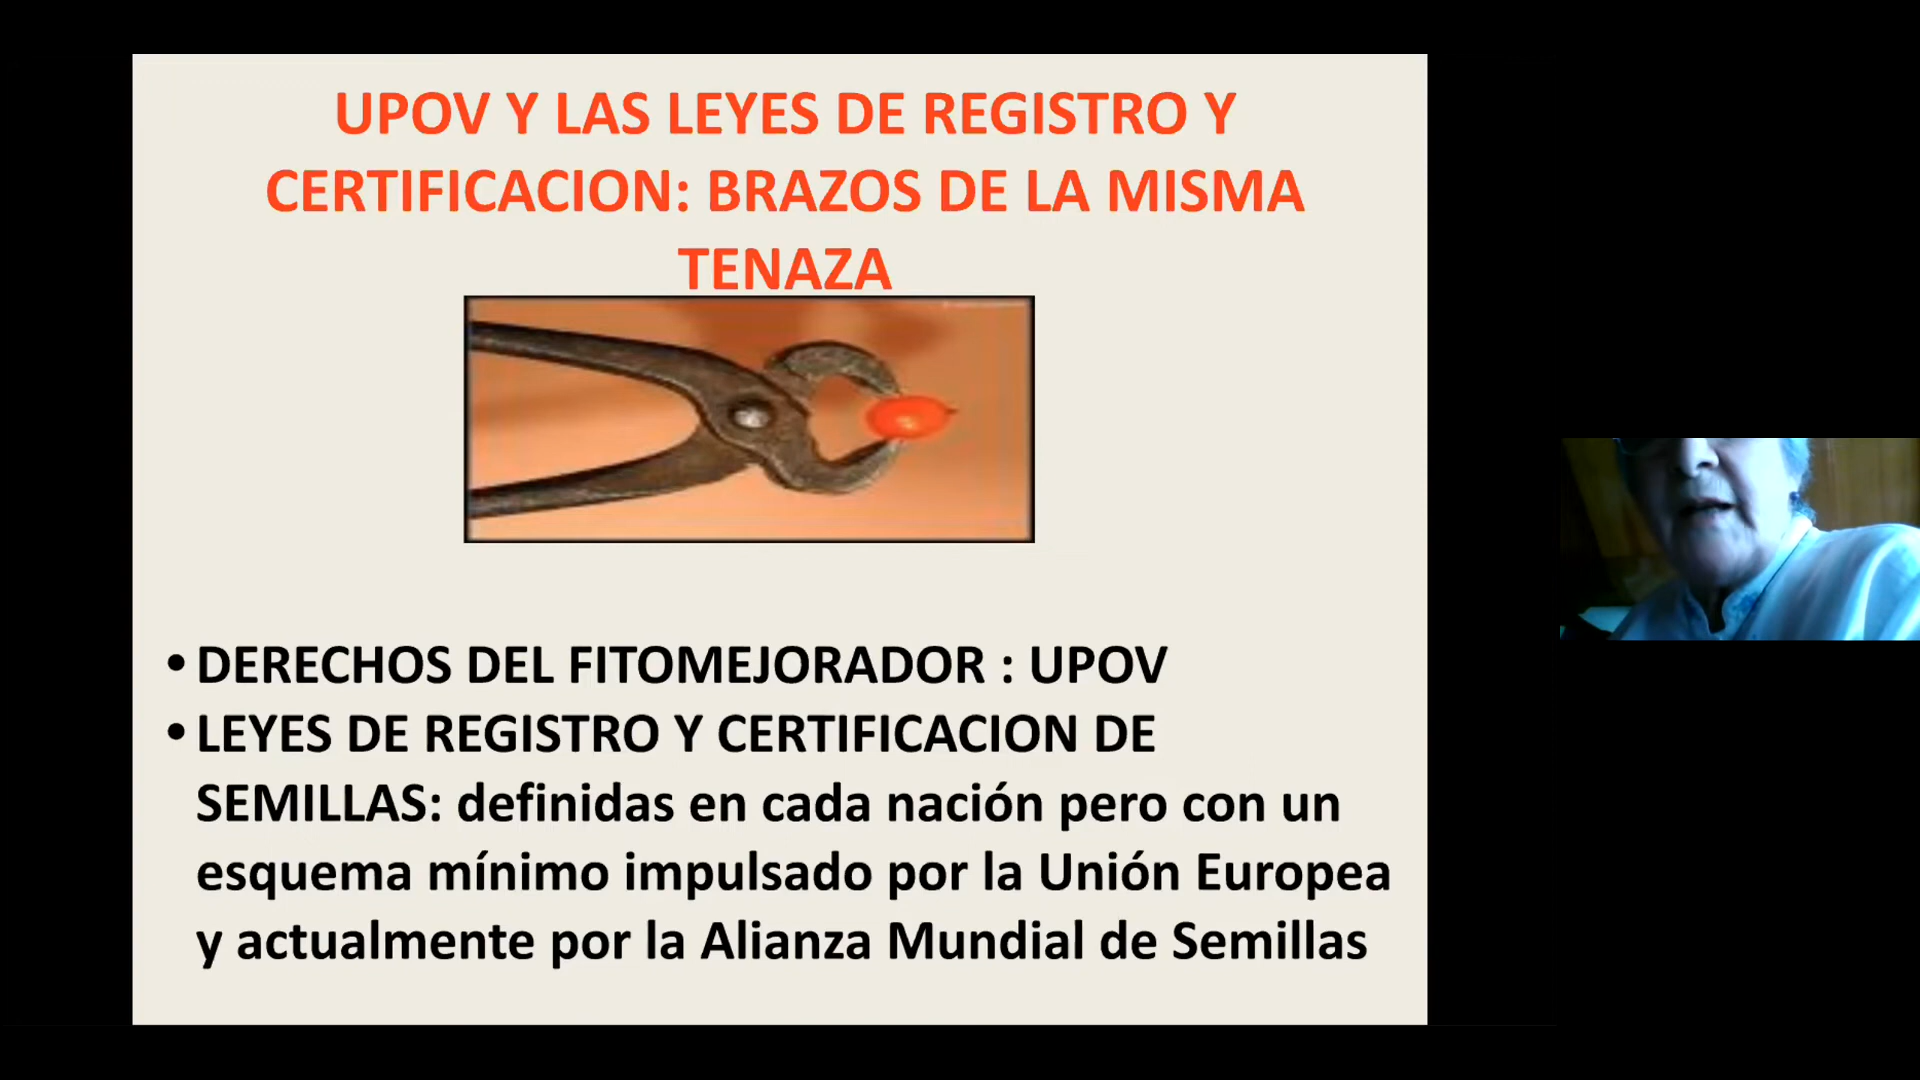 UPOV Y LAS LEYES DE REGISTRO Y
CERTIFICACION: BRAZOS DE LA MISMA
TENAZA
• DERECHOS DEL FITOMEJORADOR : UPOV
• LEYES DE REGISTRO Y CERTIFICACION DE
SEMILLAS: definidas en cada nación pero con un
esquema mínimo impulsado por la Unión Europea
y actualmente por la Alianza Mundial de Semillas